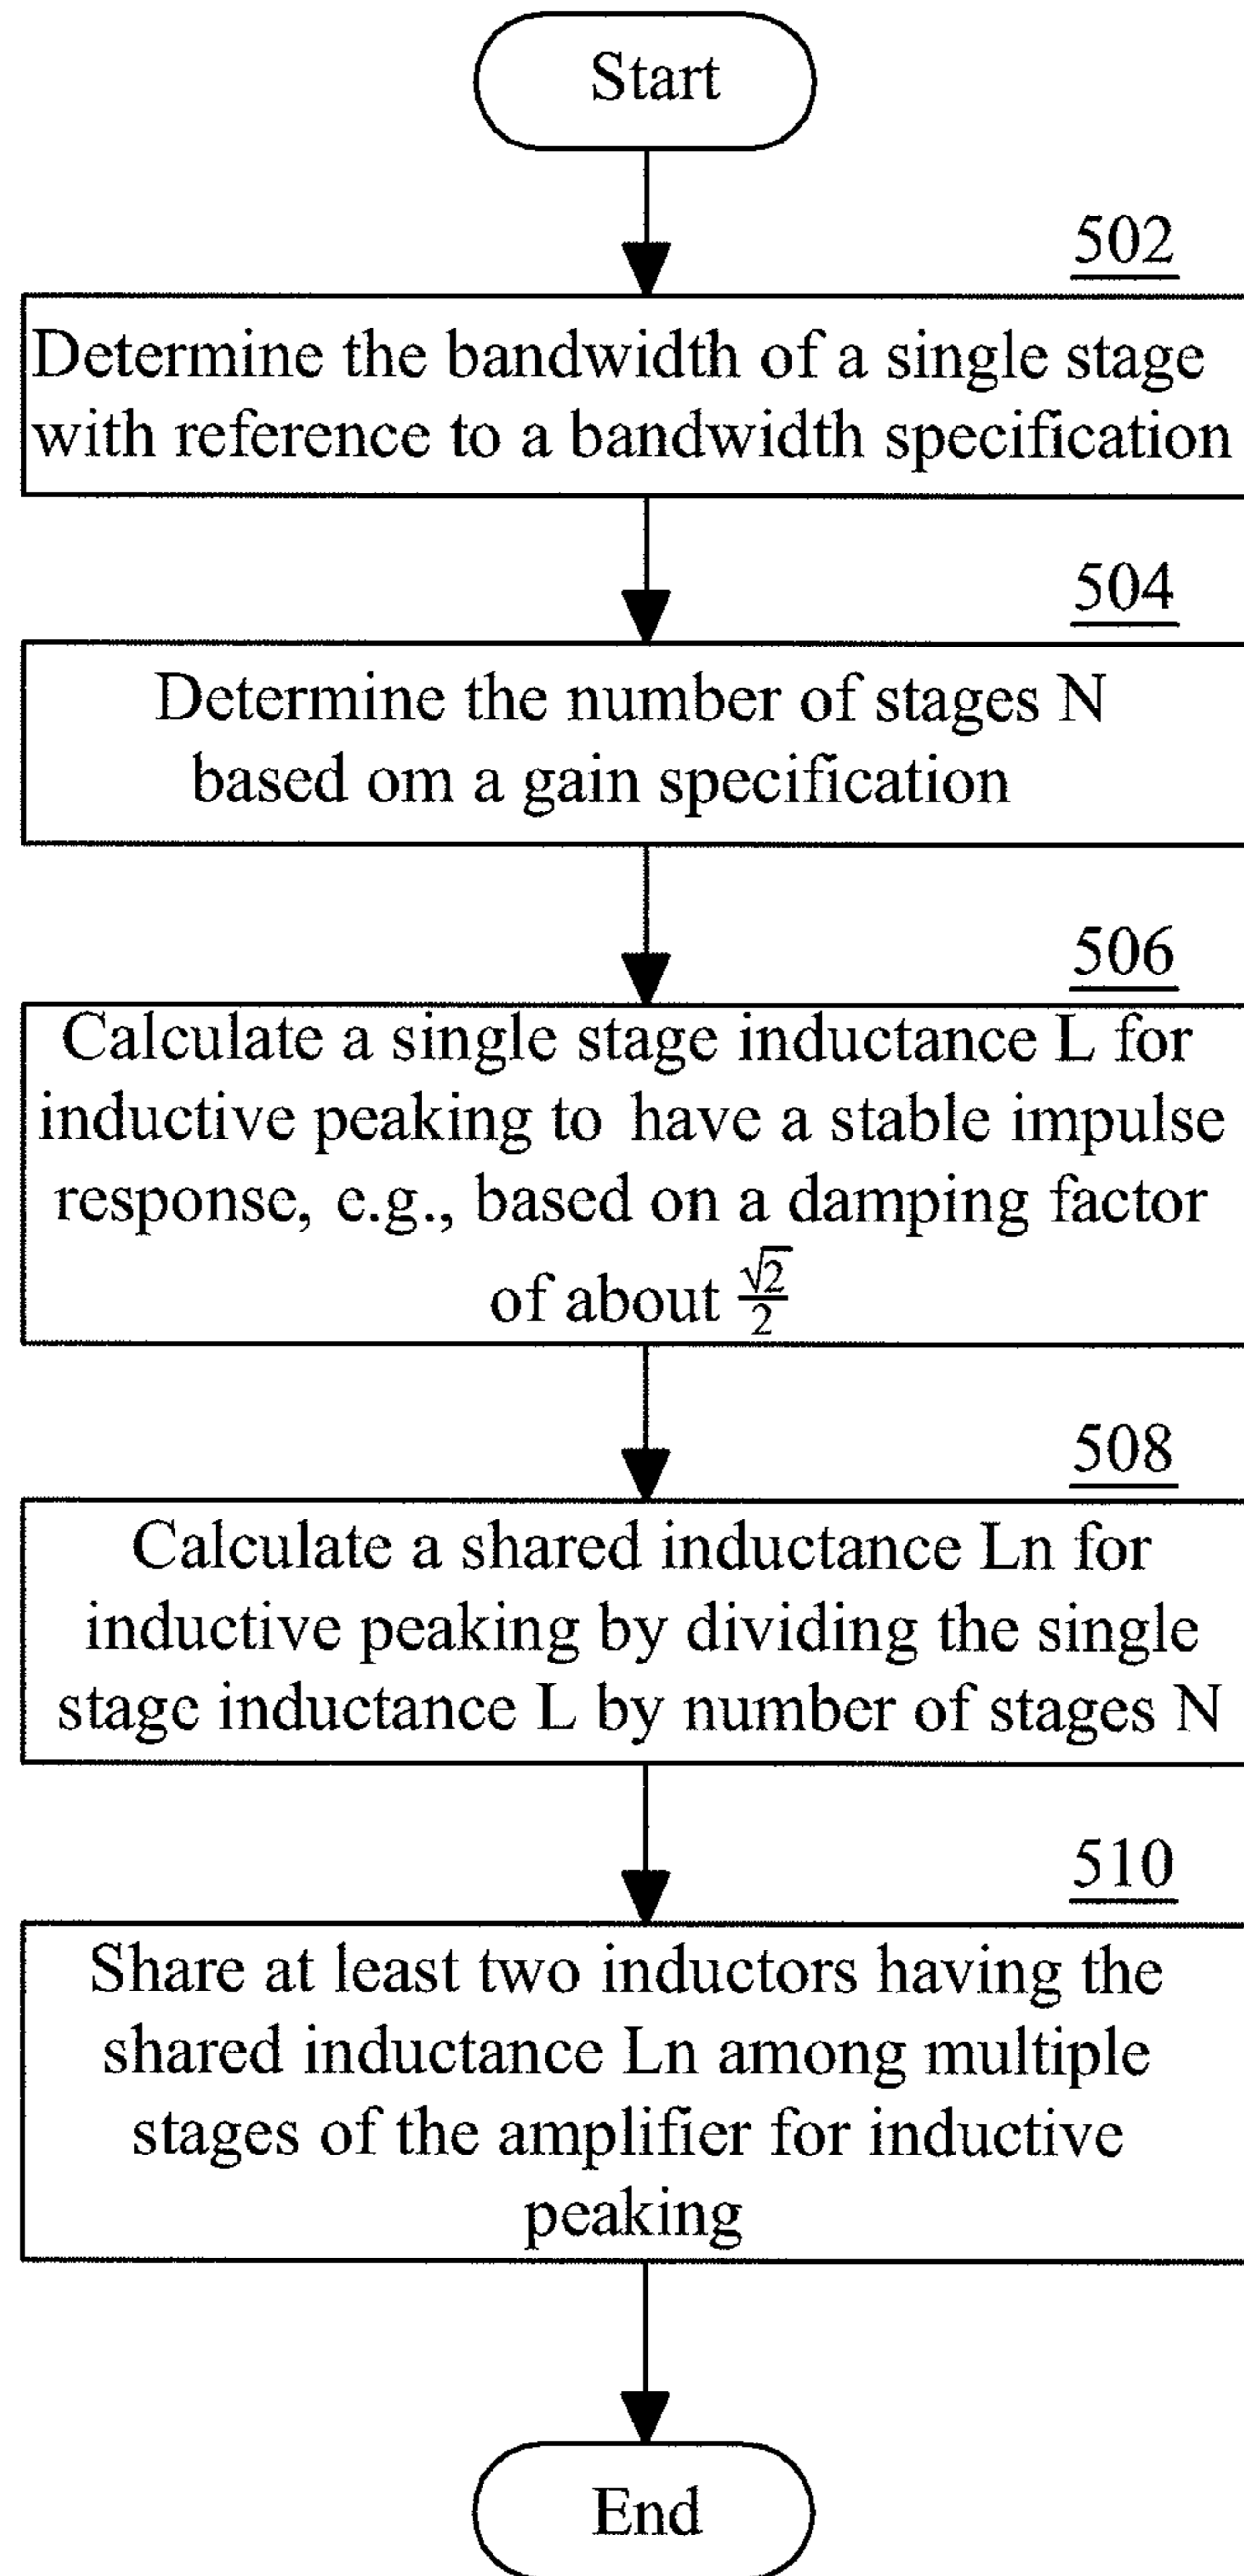 Start
502
Determine the bandwidth of a single stage
with reference to a bandwidth specification
504
Determine the number of stages N
based om a gain specification
506
Calculate a single stage inductance L for
inductive peaking to have a stable impulse
response, e.g., based on a damping factor
of about √2/2
508
Calculate a shared inductance Ln for
inductive peaking by dividing the single
stage inductance L by number of stages N
510
Share at least two inductors having the
shared inductance Ln among multiple
stages of the amplifier for inductive
peaking
End